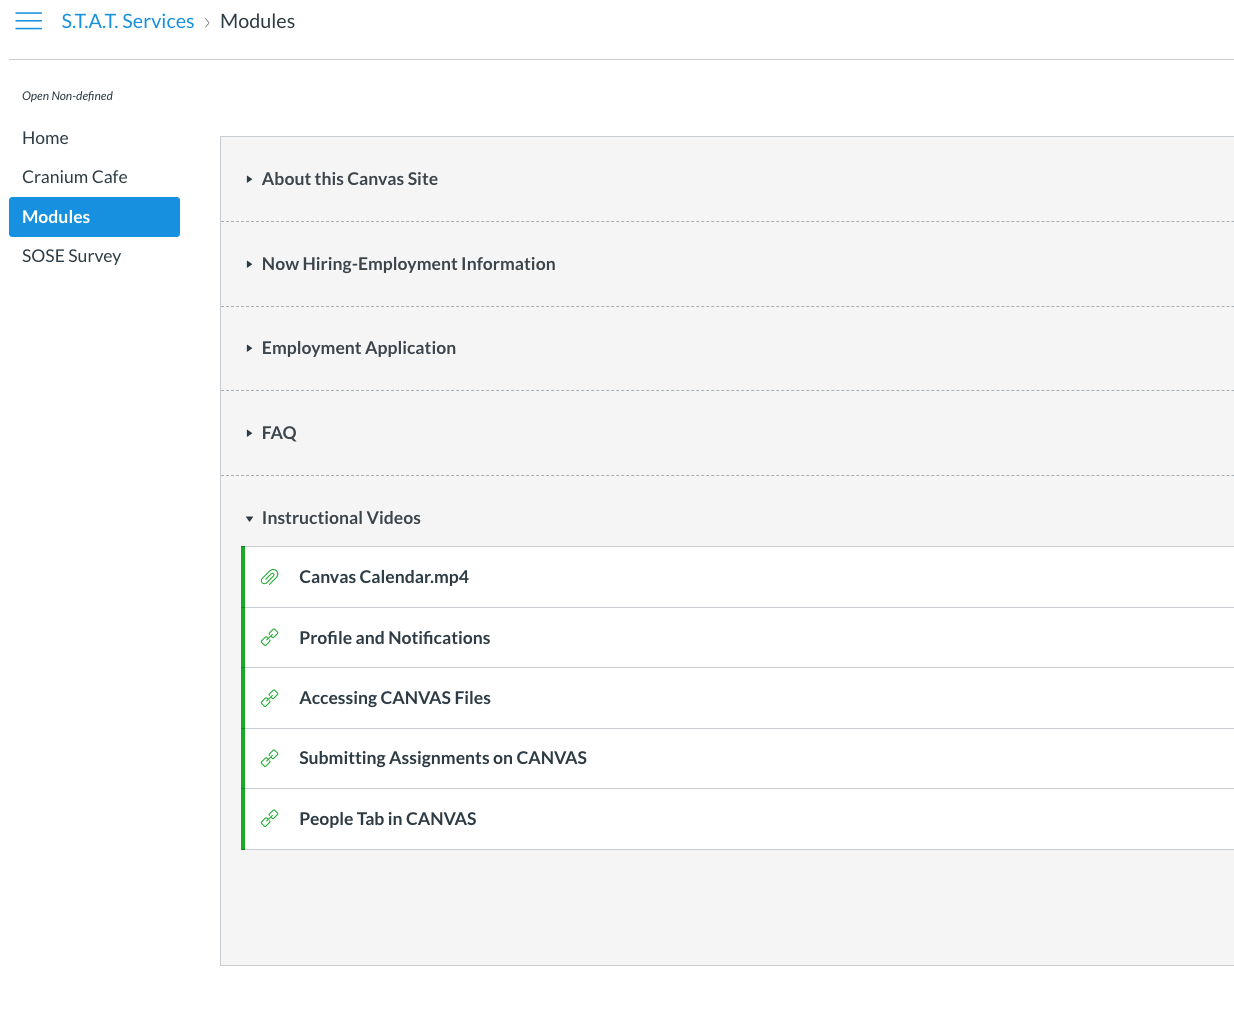 S.T.A.T. Services › Modules
Open Non-defined
Home
Cranium Cafe
Modules
SOSE Survey
About this Canvas Site
Now Hiring-Employment Information
Employment Application
FAQ
Instructional Videos
Canvas Calendar.mp4
Profile and Notifications
Accessing CANVAS Files
Submitting Assignments on CANVAS
People Tab in CANVAS